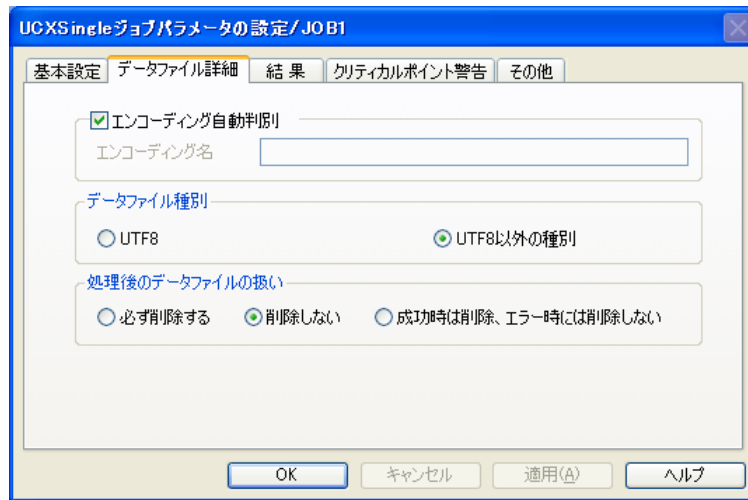 UCXSingleジョブパラメータの設定/JOB1
基本設定 データファイル詳細 結 果 クリティカルポイント警告 その他
エンコーディング自動判別
エンコーディング名
データファイル種別
UTF8 UTF8以外の種別
処理後のデータファイルの扱い
必ず削除する 削除しない 成功時は削除、エラー時には削除しない
OK キャンセル 適用(A) ヘルプ